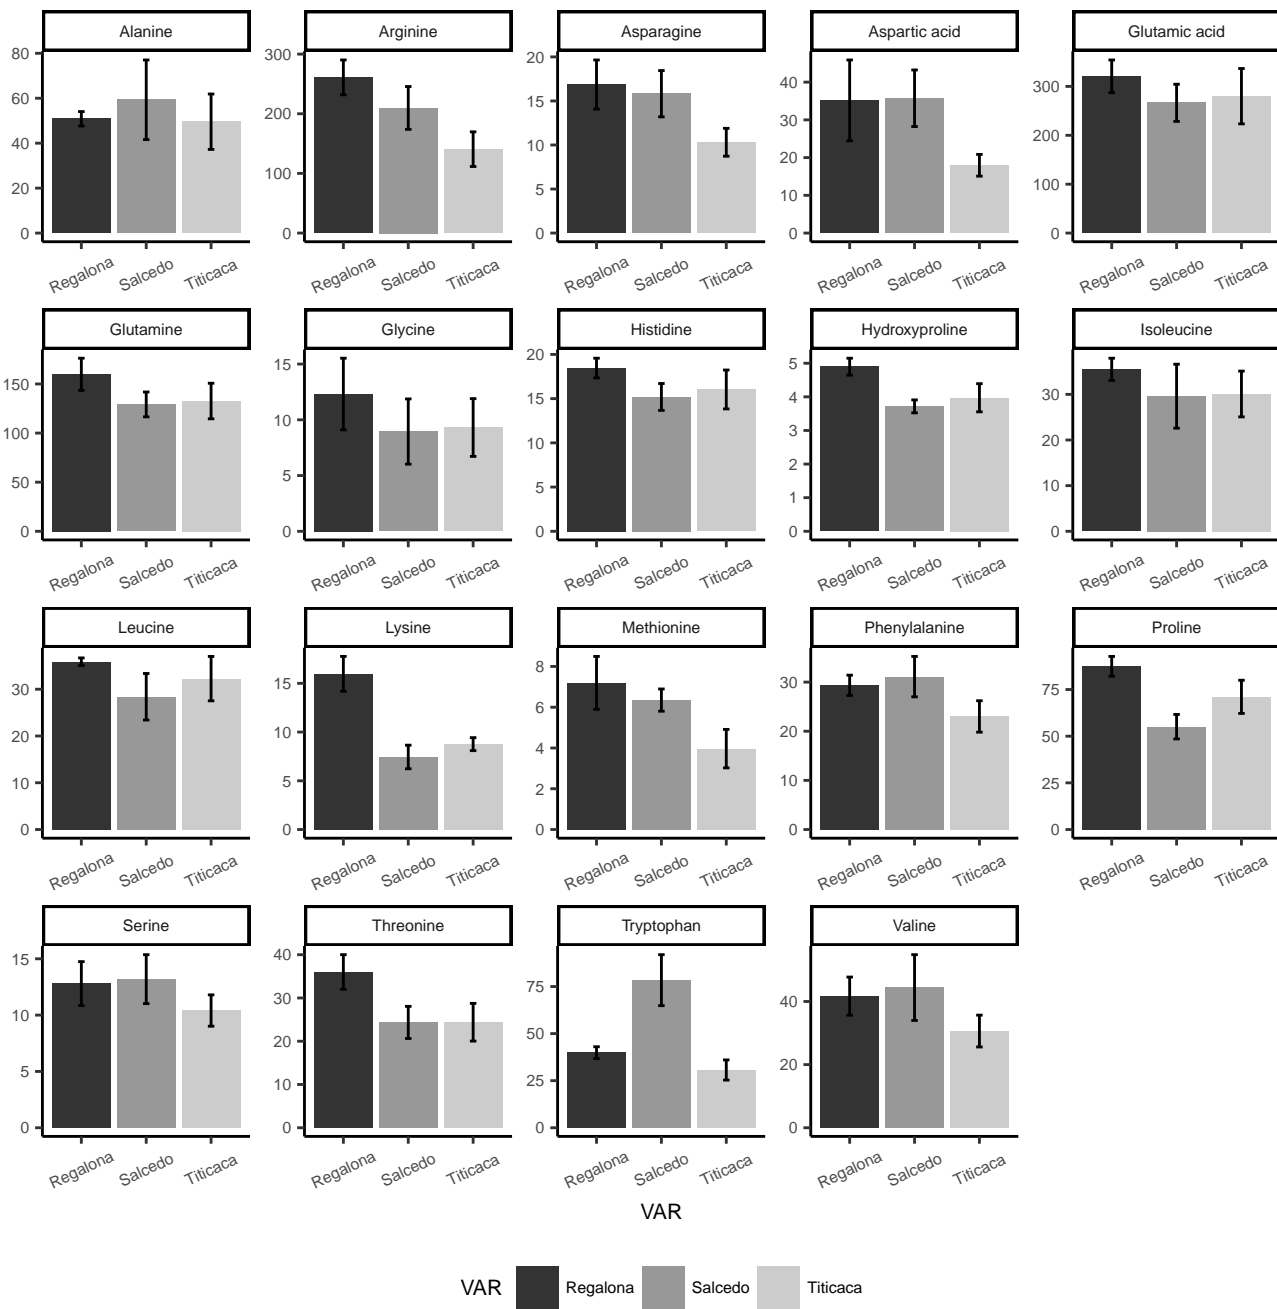 Alanine Arginine Asparagine Aspartic acid Glutamic acid
80 60 40 20 0
300 200 100 0
20 15 10 5 0
40 30 20 10 0
300 200 100 0
Regalona Salcedo Titicaca Regalona Salcedo Titicaca Regalona Salcedo Titicaca Regalona Salcedo Titicaca Regalona Salcedo Titicaca
Glutamine Glycine Histidine Hydroxyproline Isoleucine
150 100 50 0
15 10 5 0
20 15 10 5 0
5 4 3 2 1 0
30 20 10 0
Regalona Salcedo Titicaca Regalona Salcedo Titicaca Regalona Salcedo Titicaca Regalona Salcedo Titicaca Regalona Salcedo Titicaca
Leucine Lysine Methionine Phenylalanine Proline
30 20 10 0
15 10 5 0
8 6 4 2 0
30 20 10 0
75 50 25 0
Regalona Salcedo Titicaca Regalona Salcedo Titicaca Regalona Salcedo Titicaca Regalona Salcedo Titicaca Regalona Salcedo Titicaca
Serine Threonine Tryptophan Valine
15 10 5 0
40 30 20 10 0
75 50 25 0
40 20 0
Regalona Salcedo Titicaca Regalona Salcedo Titicaca Regalona Salcedo Titicaca Regalona Salcedo Titicaca
VAR
VAR Regalona Salcedo Titicaca